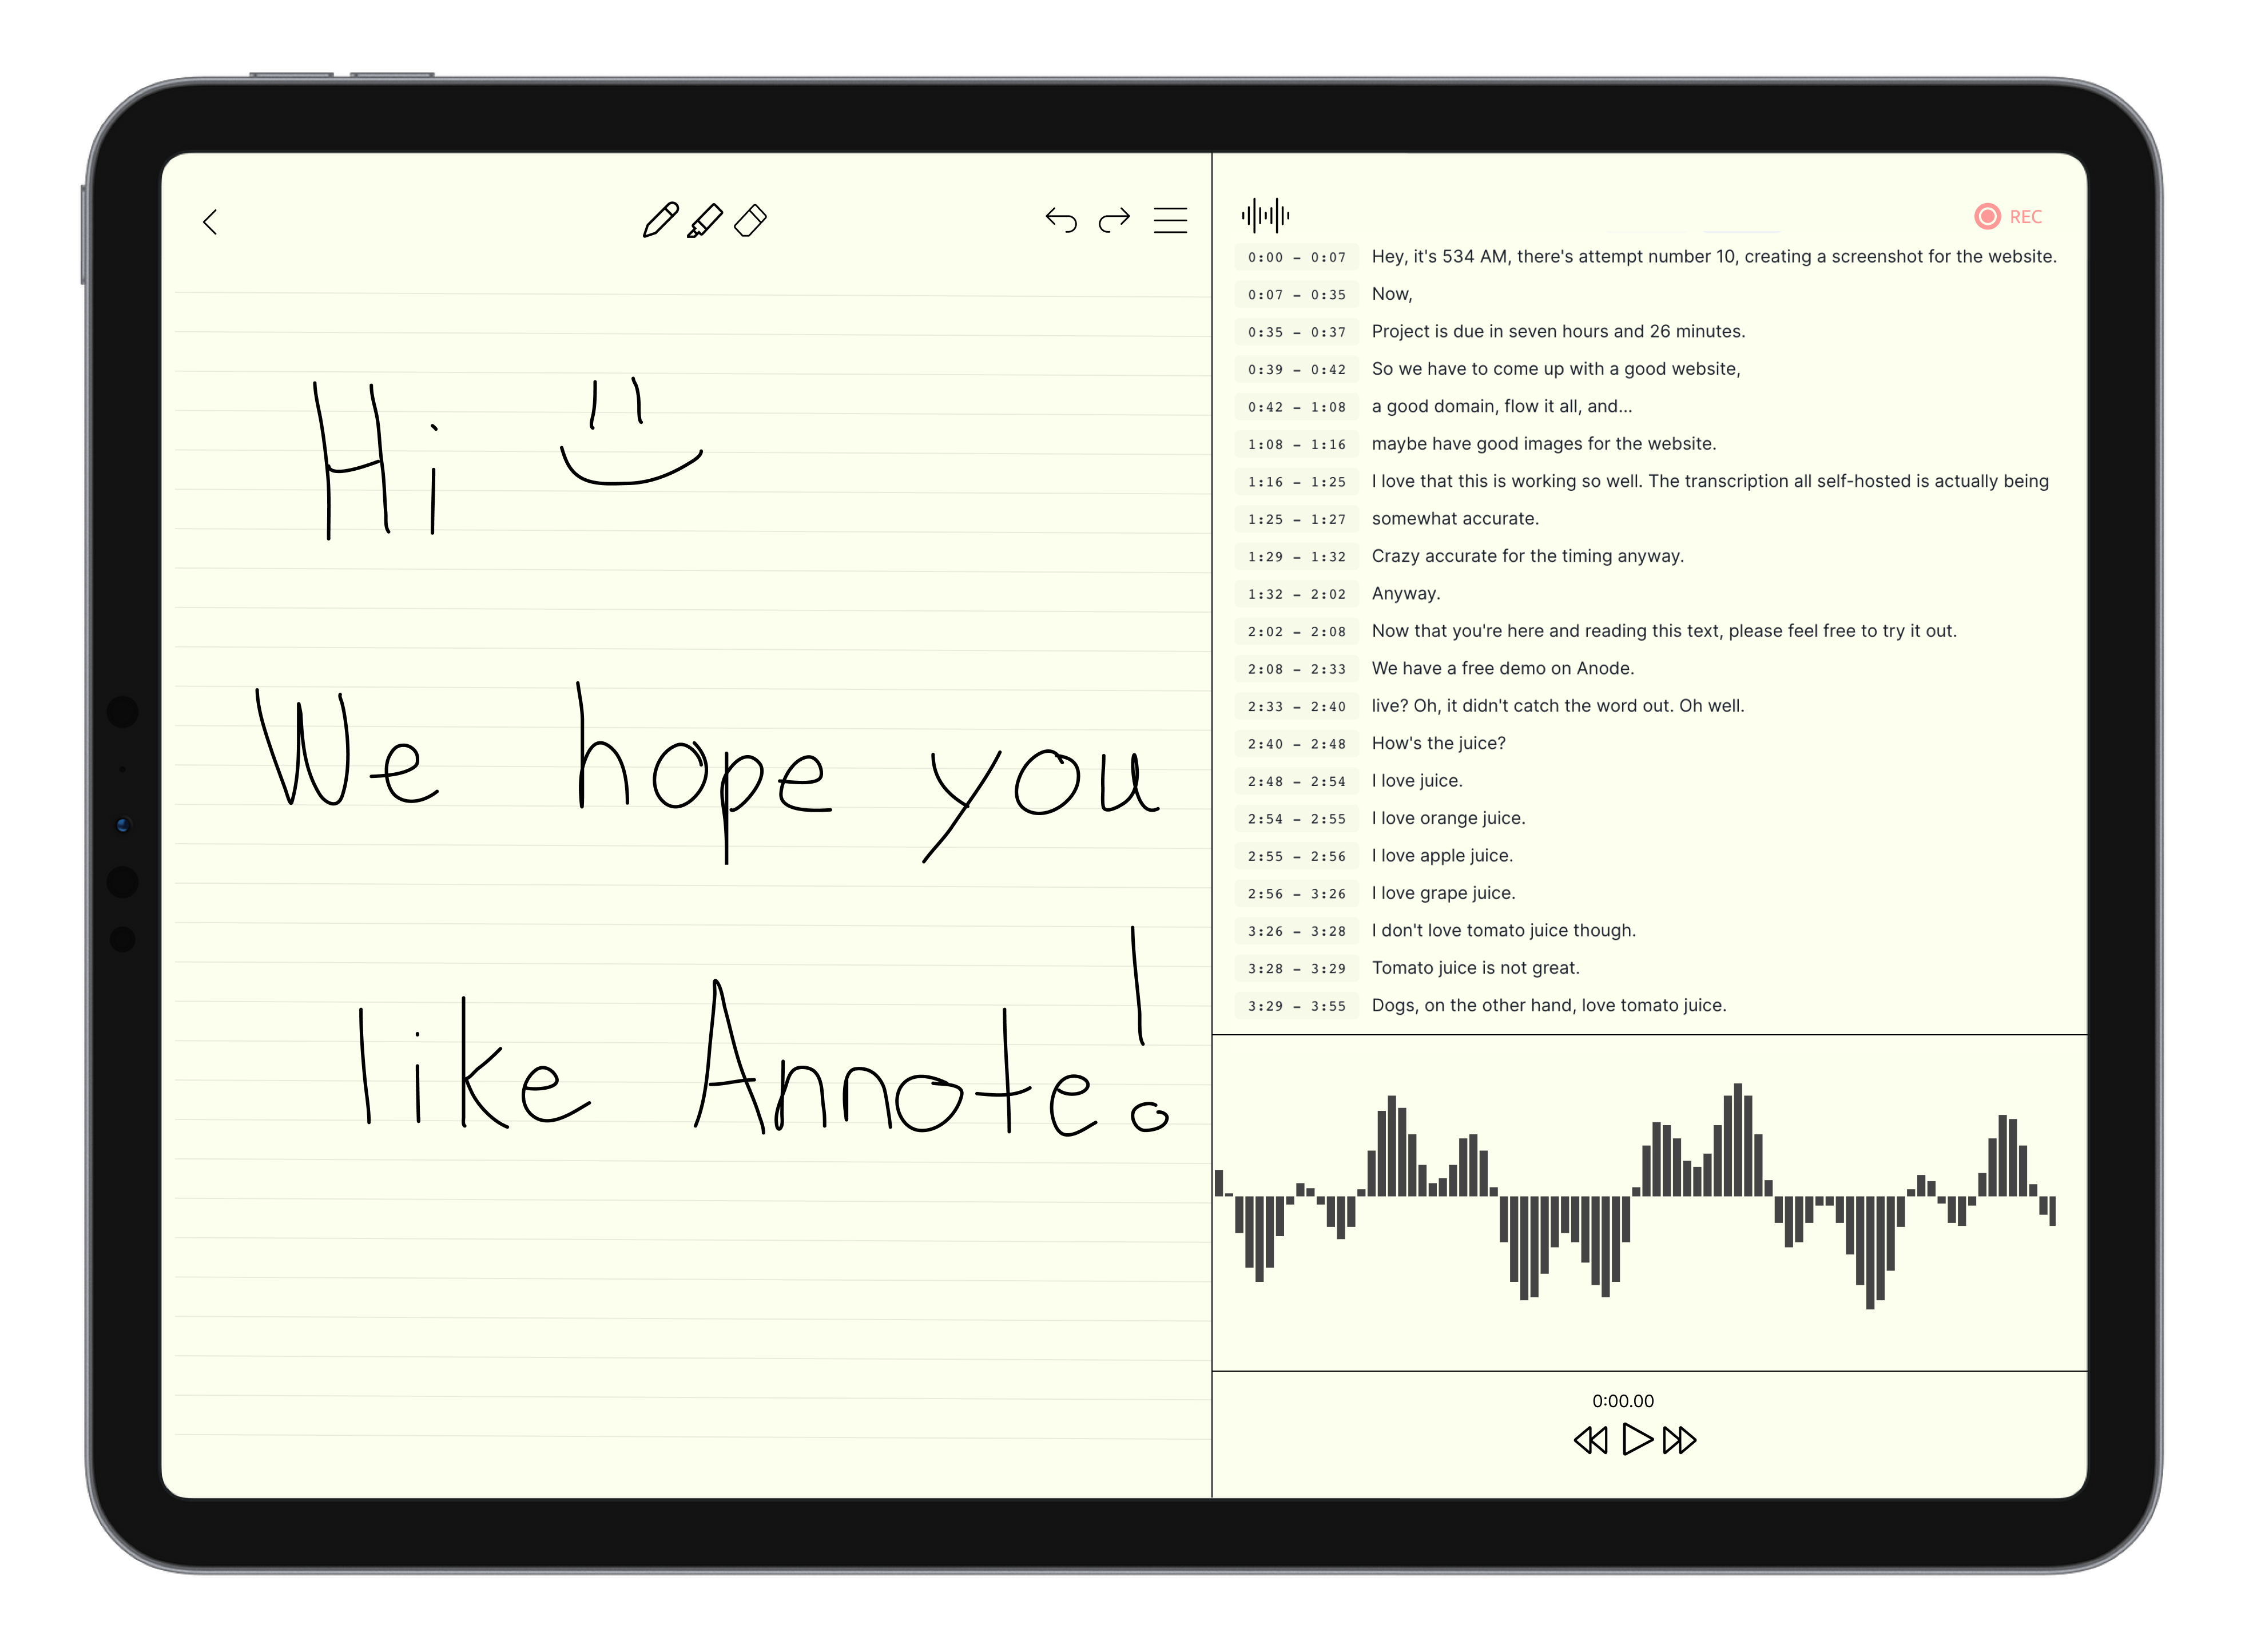 Hi
We hope you
like Annote!
REC
0:00 – 0:07 Hey, it's 534 AM, there's attempt number 10, creating a screenshot for the website.
0:07 – 0:35 Now,
0:35 – 0:37 Project is due in seven hours and 26 minutes.
0:39 – 0:42 So we have to come up with a good website,
0:42 – 1:08 a good domain, flow it all, and...
1:08 – 1:16 maybe have good images for the website.
1:16 – 1:25 I love that this is working so well. The transcription all self-hosted is actually being
1:25 – 1:27 somewhat accurate.
1:29 – 1:32 Crazy accurate for the timing anyway.
1:32 – 2:02 Anyway.
2:02 – 2:08 Now that you're here and reading this text, please feel free to try it out.
2:08 – 2:33 We have a free demo on Anode.
2:33 – 2:40 live? Oh, it didn't catch the word out. Oh well.
2:40 – 2:48 How's the juice?
2:48 – 2:54 I love juice.
2:54 – 2:55 I love orange juice.
2:55 – 2:56 I love apple juice.
2:56 – 3:26 I love grape juice.
3:26 – 3:28 I don't love tomato juice though.
3:28 – 3:29 Tomato juice is not great.
3:29 – 3:55 Dogs, on the other hand, love tomato juice.
0:00.00